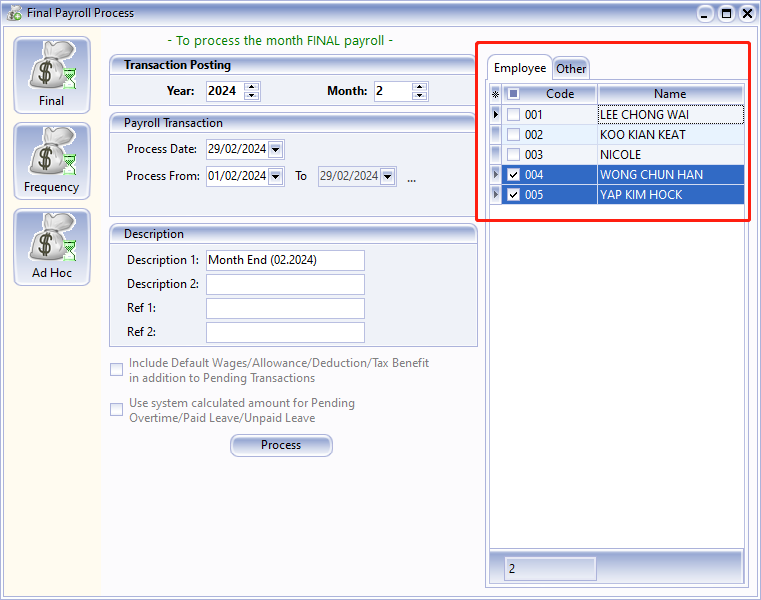 Final Payroll Process
Final
Frequency
Ad Hoc
- To process the month FINAL payroll -
Transaction Posting
Year: 2024 Month: 2
Payroll Transaction
Process Date: 29/02/2024
Process From: 01/02/2024 To 29/02/2024 ...
Description
Description 1: Month End (02.2024)
Description 2:
Ref 1:
Ref 2:
Include Default Wages/Allowance/Deduction/Tax Benefit
in addition to Pending Transactions
Use system calculated amount for Pending
Overtime/Paid Leave/Unpaid Leave
Process
Employee Other
Code Name
001 LEE CHONG WAI
002 KOO KIAN KEAT
003 NICOLE
004 WONG CHUN HAN
005 YAP KIM HOCK
2